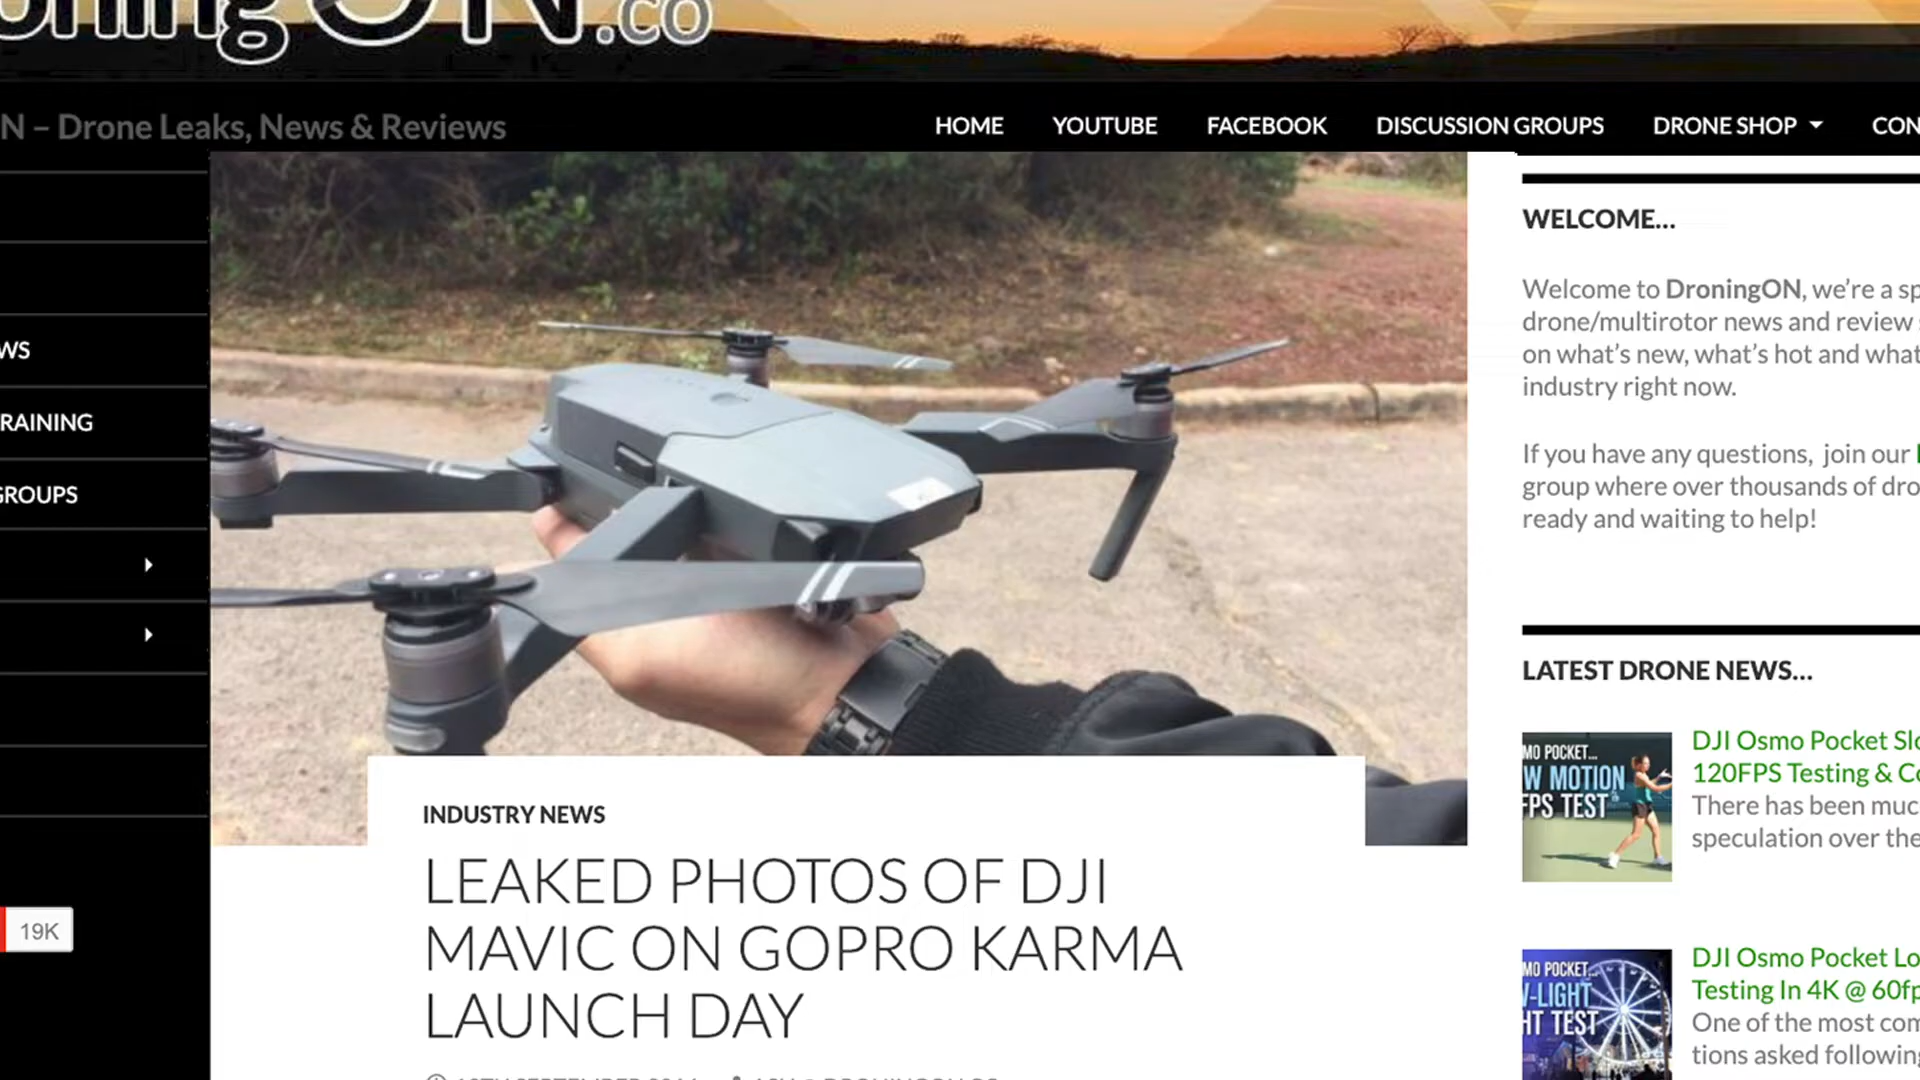 ON.co
N – Drone Leaks, News & Reviews
HOME
YOUTUBE
FACEBOOK
DISCUSSION GROUPS
DRONE SHOP
CON
WS
RAINING
GROUPS
19K
INDUSTRY NEWS
LEAKED PHOTOS OF DJI
MAVIC ON GOPRO KARMA
LAUNCH DAY
WELCOME...
Welcome to DroningON, we're a sp
drone/multirotor news and review
on what's new, what's hot and what
industry right now.
If you have any questions, join our
group where over thousands of dro
ready and waiting to help!
LATEST DRONE NEWS...
MO POCKET...
W MOTION
FPS TEST
DJI Osmo Pocket Slo
120FPS Testing & Co
There has been muc
speculation over the
MO POCKET...
W-LIGHT
HT TEST
DJI Osmo Pocket Lo
Testing In 4K @ 60fp
One of the most com
tions asked following